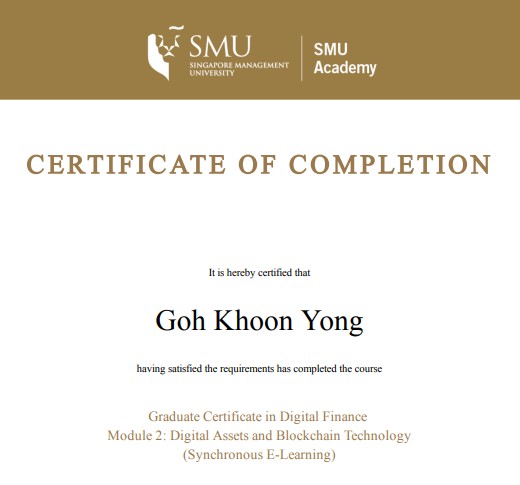 SMU
SINGAPORE MANAGEMENT
UNIVERSITY
SMU
Academy
CERTIFICATE OF COMPLETION
It is hereby certified that
Goh Khoon Yong
having satisfied the requirements has completed the course
Graduate Certificate in Digital Finance
Module 2: Digital Assets and Blockchain Technology
(Synchronous E-Learning)